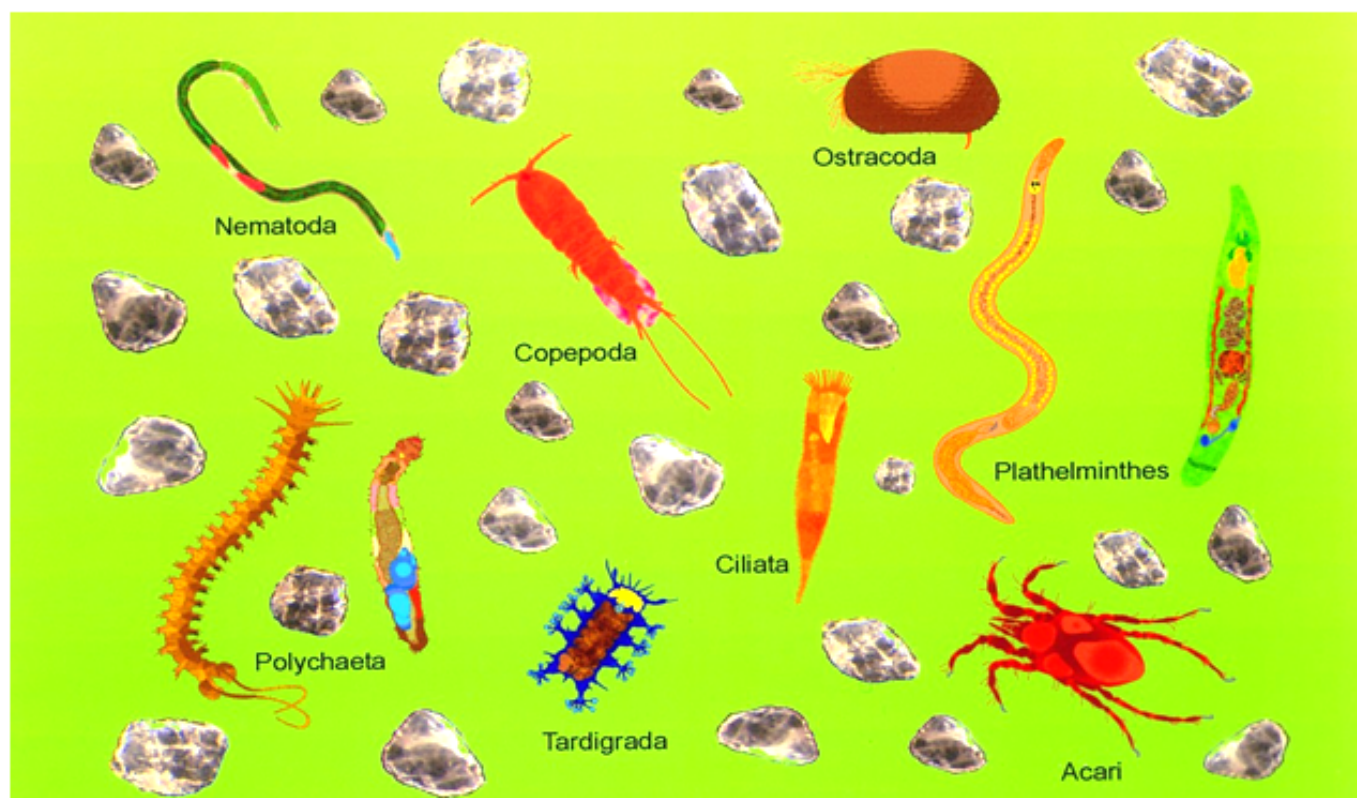 Ostracoda
Nematoda
Copepoda
Plathelminthes
Ciliata
Polychaeta
Tardigrada
Acari